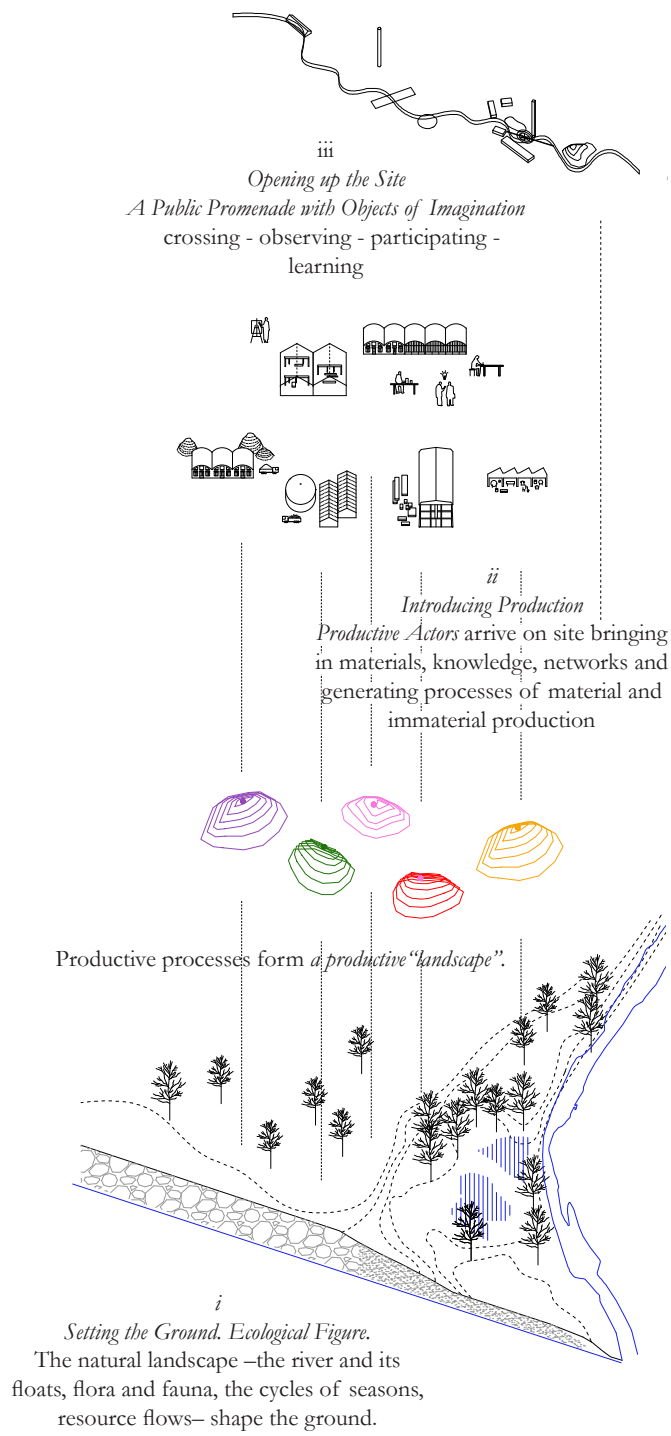 iii
Opening up the Site
A Public Promenade with Objects of Imagination
crossing - observing - participating -
learning
ii
Introducing Production
Productive Actors arrive on site bringing
in materials, knowledge, networks and
generating processes of material and
immaterial production
Productive processes form a productive “landscape”.
i
Setting the Ground. Ecological Figure.
The natural landscape –the river and its
floats, flora and fauna, the cycles of seasons,
resource flows– shape the ground.